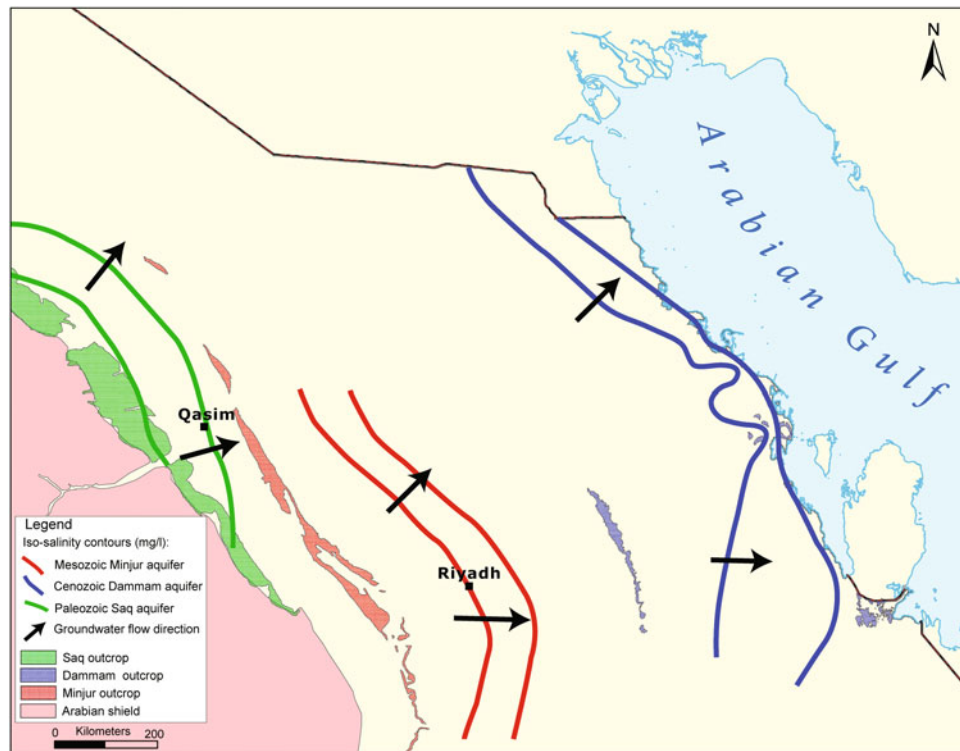 N
Arabian Gulf
Qasim
Riyadh
Legend
Iso-salinity contours (mg/l):
Mesozoic Minjur aquifer
Cenozoic Dammam aquifer
Paleozoic Saq aquifer
Groundwater flow direction
Saq outcrop
Dammam outcrop
Minjur outcrop
Arabian shield
0 Kilometers 200